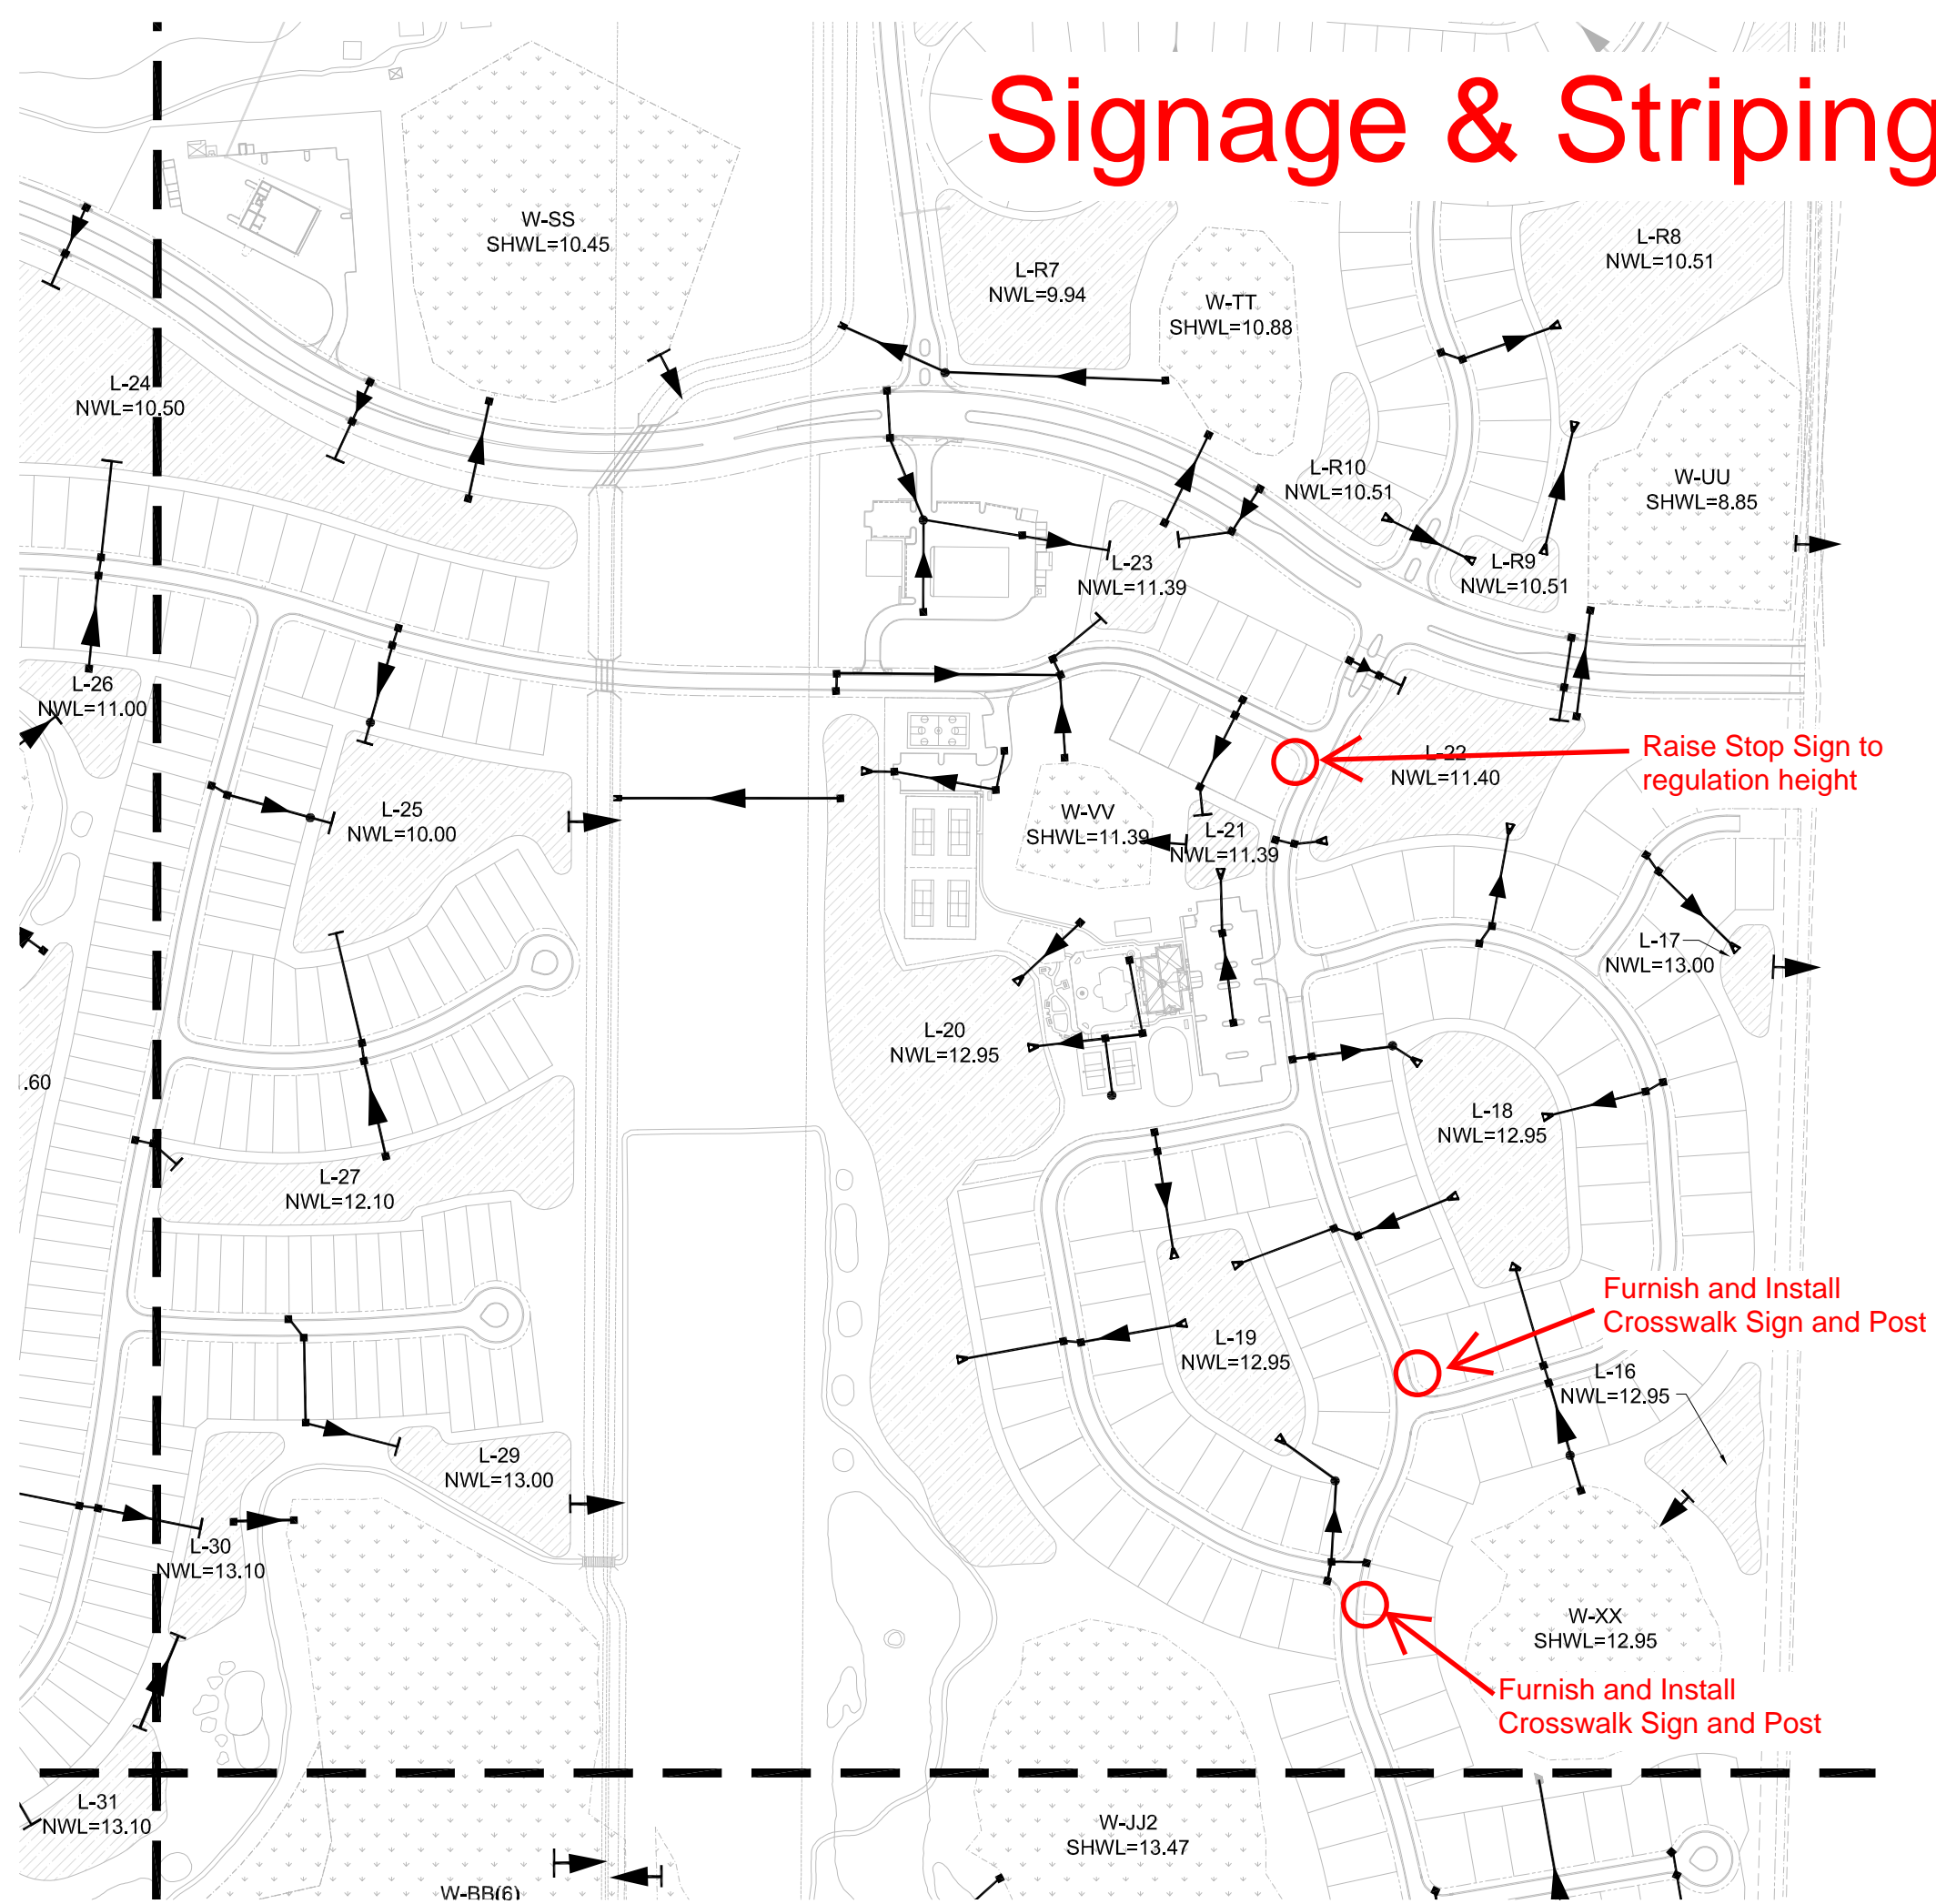 Signage & Striping
W-SS
SHWL=10.45
L-R7
NWL=9.94
W-TT
SHWL=10.88
L-R8
NWL=10.51
L-24
NWL=10.50
L-R10
NWL=10.51
W-UU
SHWL=8.85
L-23
NWL=11.39
L-R9
NWL=10.51
L-26
NWL=11.00
L-22
NWL=11.40
Raise Stop Sign to
regulation height
L-25
NWL=10.00
W-VV
SHWL=11.39
L-21
NWL=11.39
L-17
NWL=13.00
L-20
NWL=12.95
.60
L-18
NWL=12.95
L-27
NWL=12.10
Furnish and Install
Crosswalk Sign and Post
L-19
NWL=12.95
L-16
NWL=12.95
L-29
NWL=13.00
L-30
NWL=13.10
W-XX
SHWL=12.95
Furnish and Install
Crosswalk Sign and Post
L-31
NWL=13.10
W-JJ2
SHWL=13.47
W-BB(6)